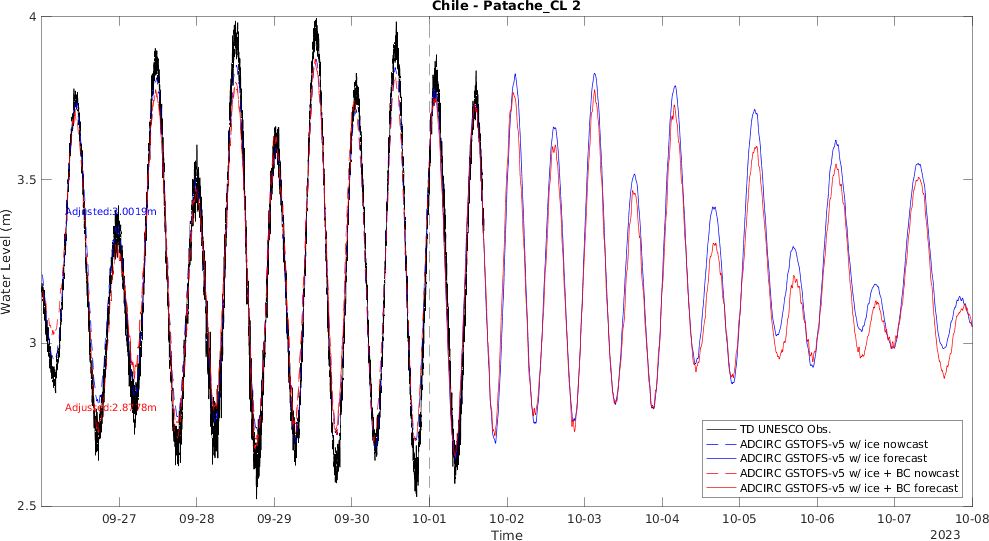 Chile - Patache_CL 2
Water Level (m)
4
3.5
3
2.5
Adjusted:3.0019m
Adjusted:2.8778m
TD UNESCO Obs.
ADCIRC GSTOFS-v5 w/ ice nowcast
ADCIRC GSTOFS-v5 w/ ice forecast
ADCIRC GSTOFS-v5 w/ ice + BC nowcast
ADCIRC GSTOFS-v5 w/ ice + BC forecast
09-27 09-28 09-29 09-30 10-01 10-02 10-03 10-04 10-05 10-06 10-07 10-08
Time
2023